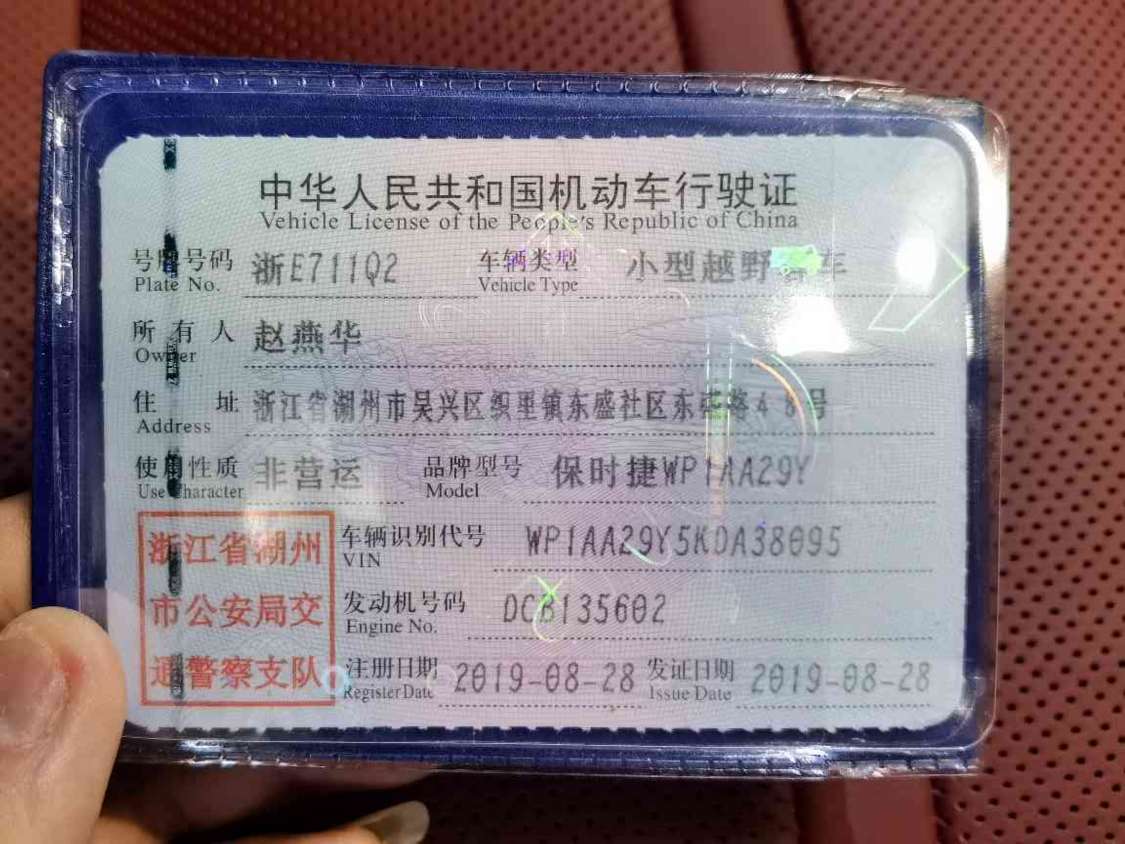 中华人民共和国机动车行驶证
Vehicle License of the People's Republic of China
号牌号码 浙E711Q2 车辆类型 小型越野客车
Plate No. Vehicle Type
所有人 赵燕华
Owner
住址 浙江省湖州市吴兴区织里镇东盛社区东盛路48号
Address
使用性质 非营运 品牌型号 保时捷WP1AA29Y
Use Character Model
浙江省湖州
市公安局交
通警察支队
车辆识别代号 WP1AA29Y5KDA38095
VIN
发动机号码 DCB135602
Engine No.
注册日期 2019-08-28 发证日期 2019-08-28
Register Date Issue Date